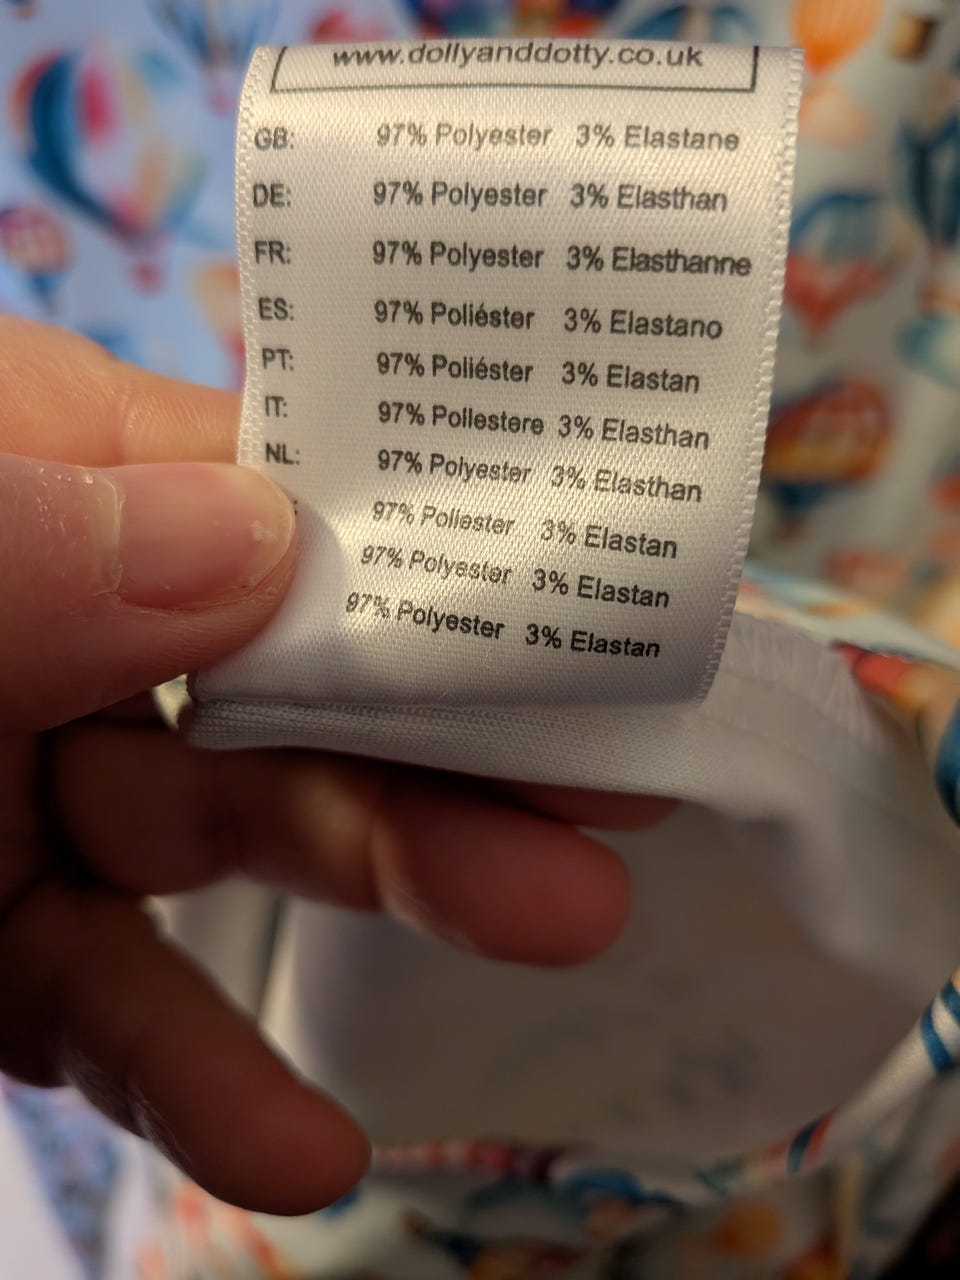 www.dollyanddotty.co.uk
GB: 97% Polyester 3% Elastane
DE: 97% Polyester 3% Elasthan
FR: 97% Polyester 3% Elasthanne
ES: 97% Poliéster 3% Elastano
PT: 97% Poliéster 3% Elastan
IT: 97% Poliestere 3% Elasthan
NL: 97% Polyester 3% Elasthan
97% Poliester 3% Elastan
97% Polyester 3% Elastan
97% Polyester 3% Elastan